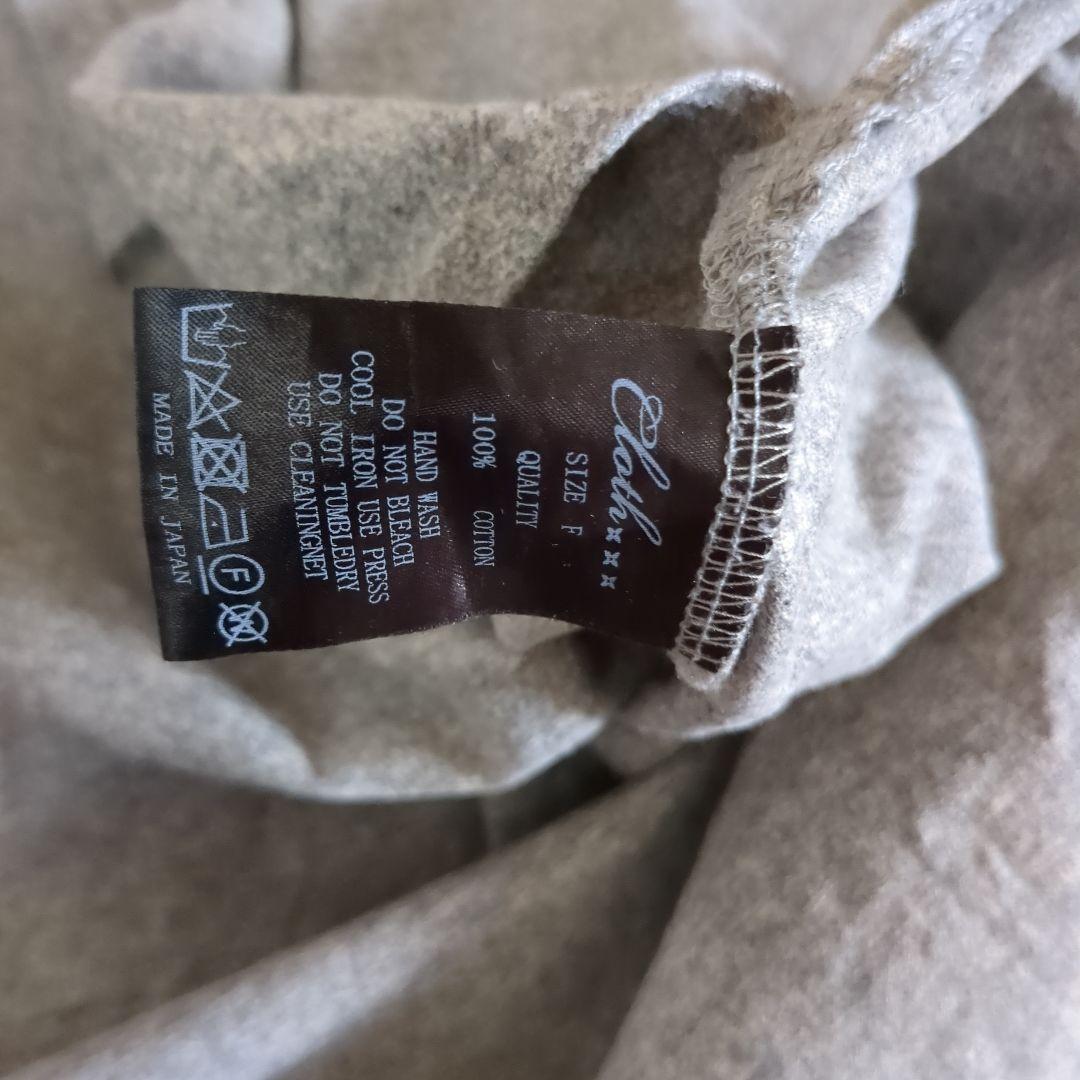 Cloth×××
SIZE F
QUALITY
100% COTTON
HAND WASH
DO NOT BLEACH
COOL IRON USE PRESS
DO NOT TUMBLEDRY
USE CLEANINGNET
F
W
MADE IN JAPAN